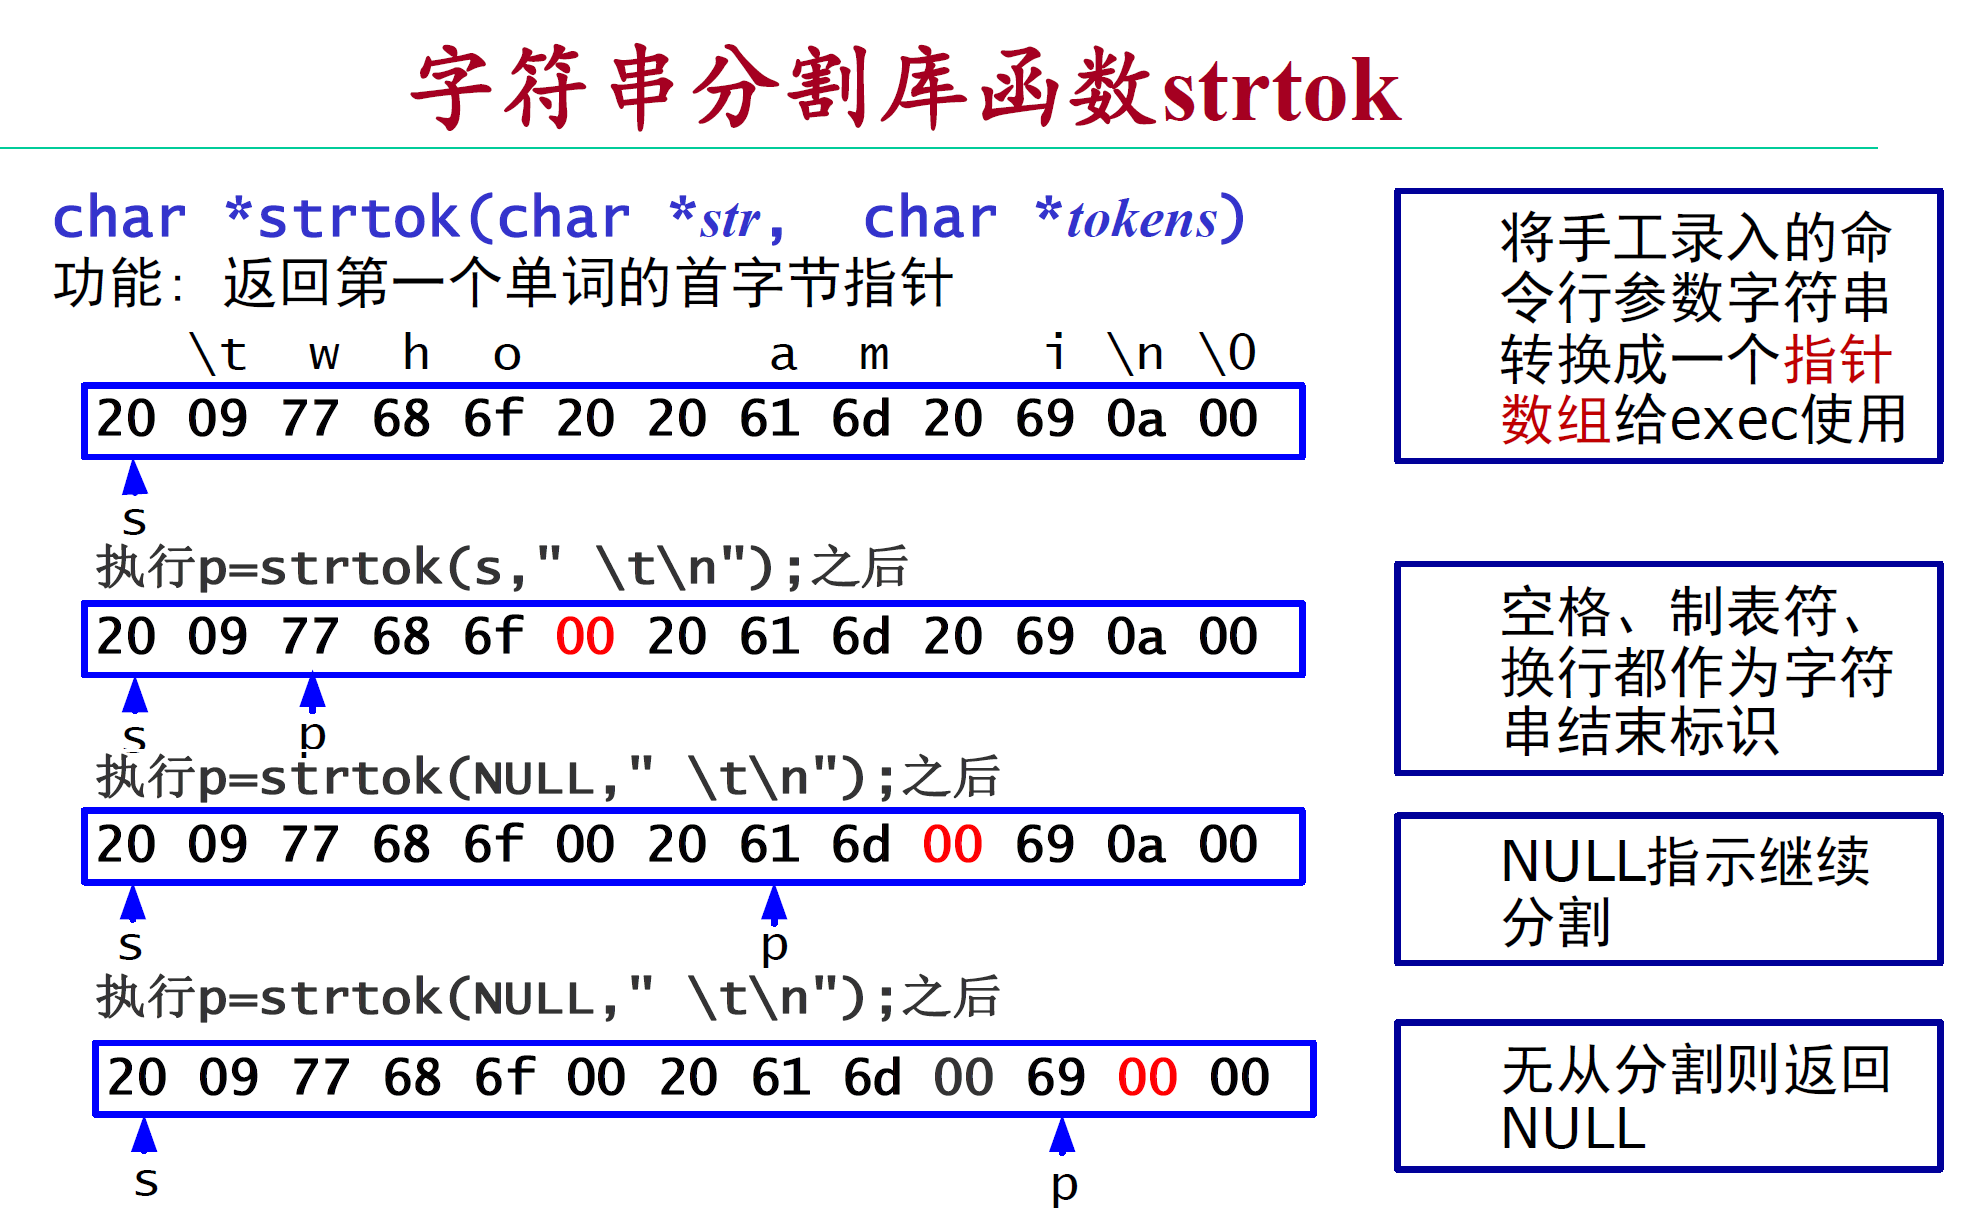 字符串分割库函数strtok
char *strtok(char *str, char *tokens)
功能: 返回第一个单词的首字节指针
\t w h o a m i \n \0
20 09 77 68 6f 20 20 61 6d 20 69 0a 00
s
执行p=strtok(s," \t\n");之后
20 09 77 68 6f 00 20 61 6d 20 69 0a 00
s p
执行p=strtok(NULL," \t\n");之后
20 09 77 68 6f 00 20 61 6d 00 69 0a 00
s p
执行p=strtok(NULL," \t\n");之后
20 09 77 68 6f 00 20 61 6d 00 69 00 00
s p
将手工录入的命
令行参数字符串
转换成一个指针
数组给exec使用
空格、制表符、
换行都作为字符
串结束标识
NULL指示继续
分割
无从分割则返回
NULL